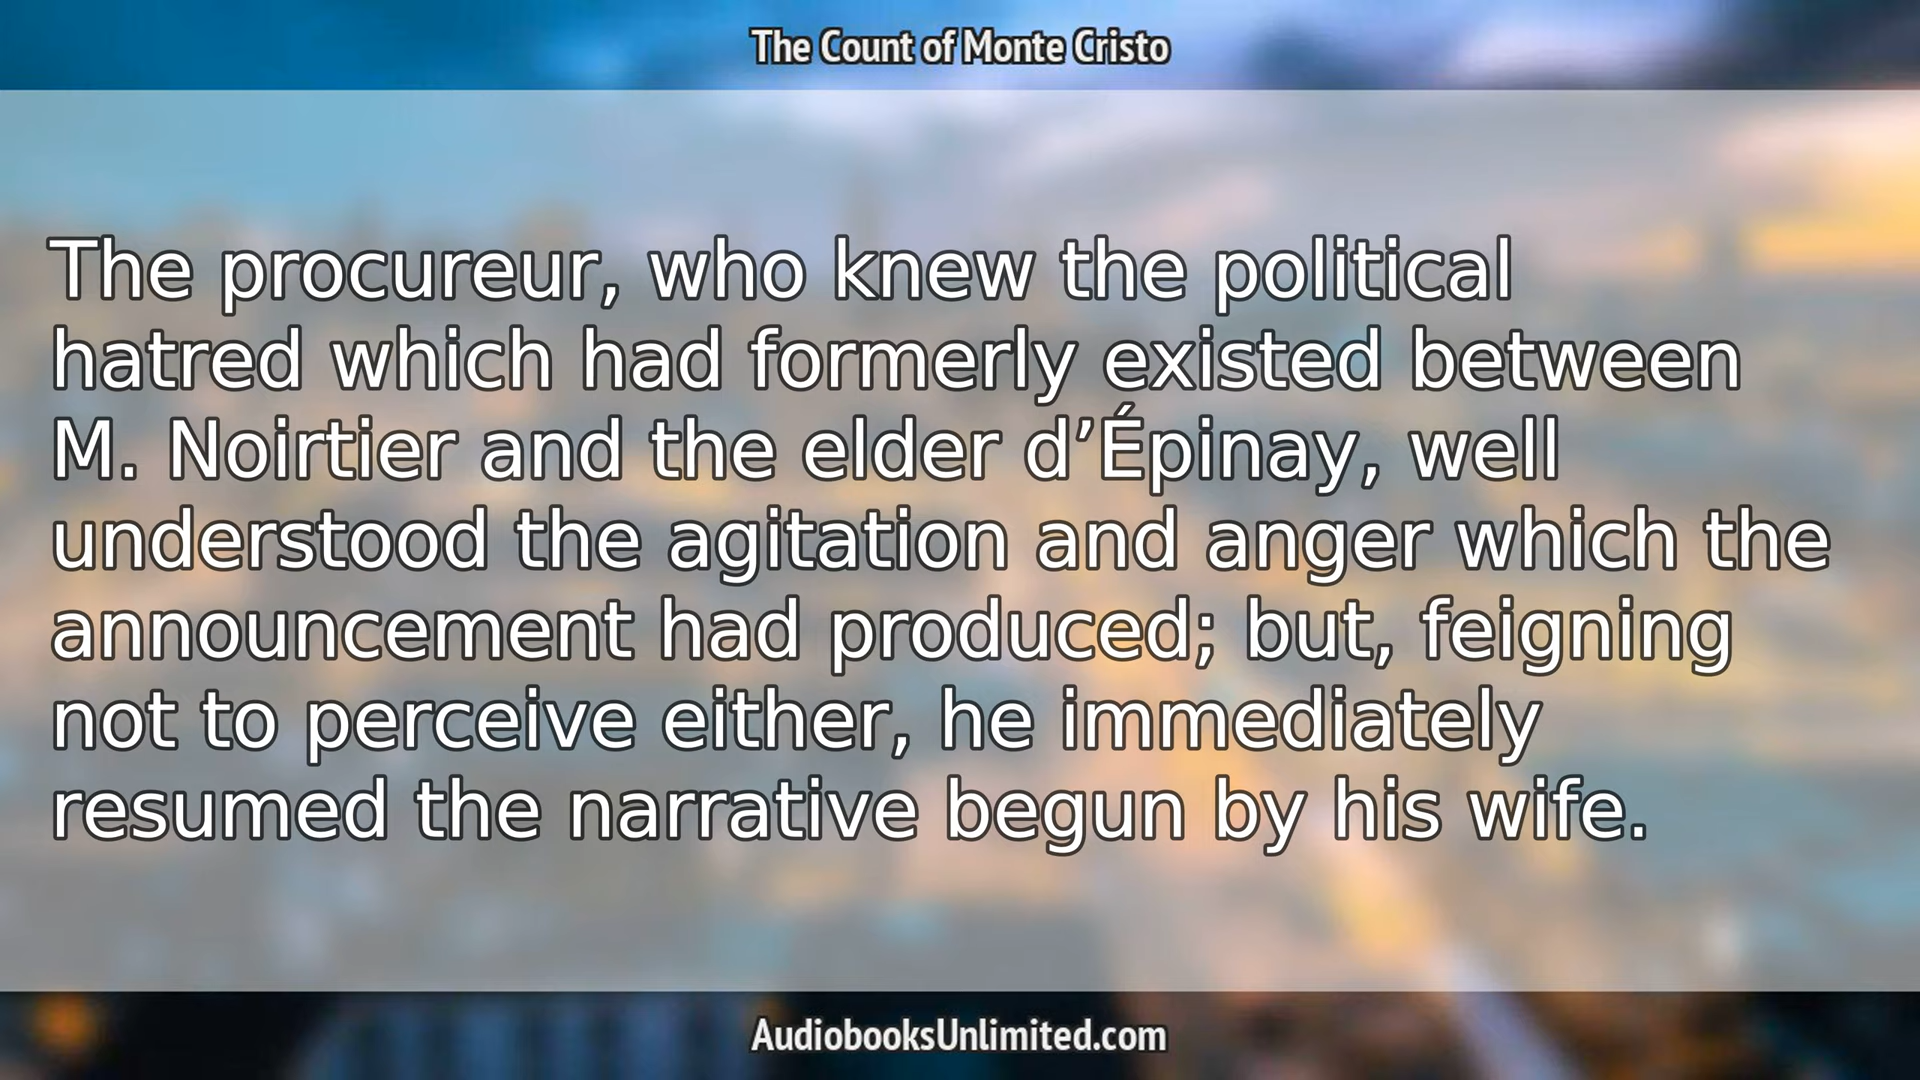 The Count of Monte Cristo
The procureur, who knew the political
hatred which had formerly existed between
M. Noirtier and the elder d’Épinay, well
understood the agitation and anger which the
announcement had produced; but, feigning
not to perceive either, he immediately
resumed the narrative begun by his wife.
AudiobooksUnlimited.com